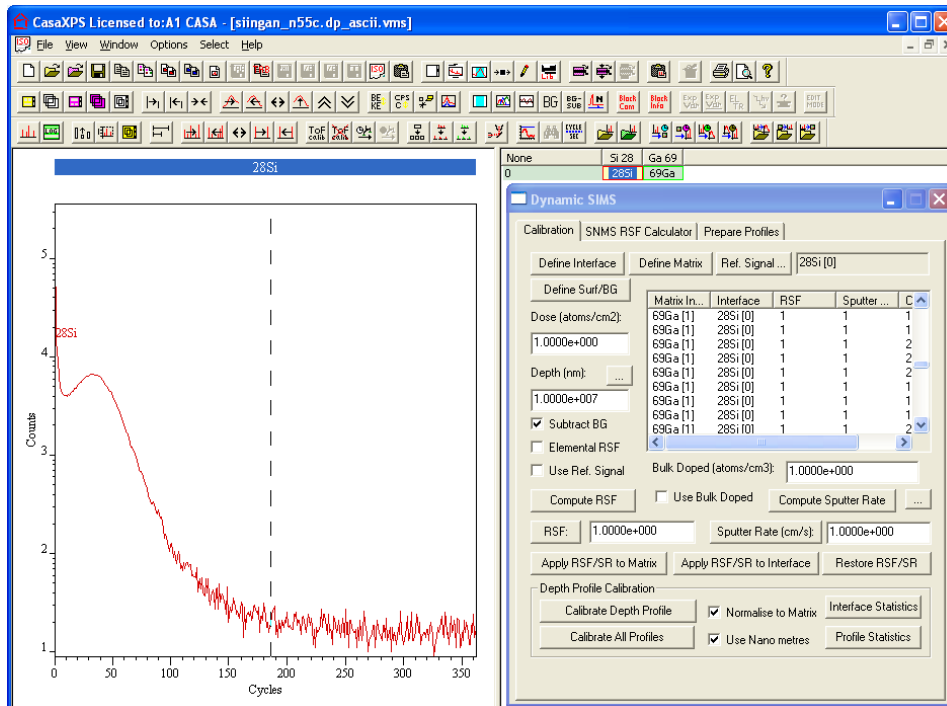 CasaXPS Licensed to:A1 CASA - [siingan_n55c.dp_ascii.vms]
File View Window Options Select Help
28Si
None Si 28 Ga 69
0 28Si 69Ga
Dynamic SIMS
Calibration SNMS RSF Calculator Prepare Profiles
Define Interface Define Matrix Ref. Signal ... 28Si [0]
Define Surf/BG
Matrix In... Interface RSF Sputter ... C
69Ga [1] 28Si [0] 1 1 1
69Ga [1] 28Si [0] 1 1 1
69Ga [1] 28Si [0] 1 1 2
69Ga [1] 28Si [0] 1 1 2
69Ga [1] 28Si [0] 1 1 2
69Ga [1] 28Si [0] 1 1 1
69Ga [1] 28Si [0] 1 1 1
69Ga [1] 28Si [0] 1 1 1
69Ga [1] 28Si [0] 1 1 2
Dose (atoms/cm2):
1.0000e+000
Depth (nm): ...
1.0000e+007
Subtract BG
Elemental RSF
Use Ref. Signal
Bulk Doped (atoms/cm3): 1.0000e+000
Compute RSF Use Bulk Doped Compute Sputter Rate ...
RSF: 1.0000e+000 Sputter Rate (cm/s): 1.0000e+000
Apply RSF/SR to Matrix Apply RSF/SR to Interface Restore RSF/SR
Depth Profile Calibration
Calibrate Depth Profile Normalise to Matrix Interface Statistics
Calibrate All Profiles Use Nano metres Profile Statistics
5
4
3
2
1
Counts
28Si
0 50 100 150 200 250 300 350
Cycles